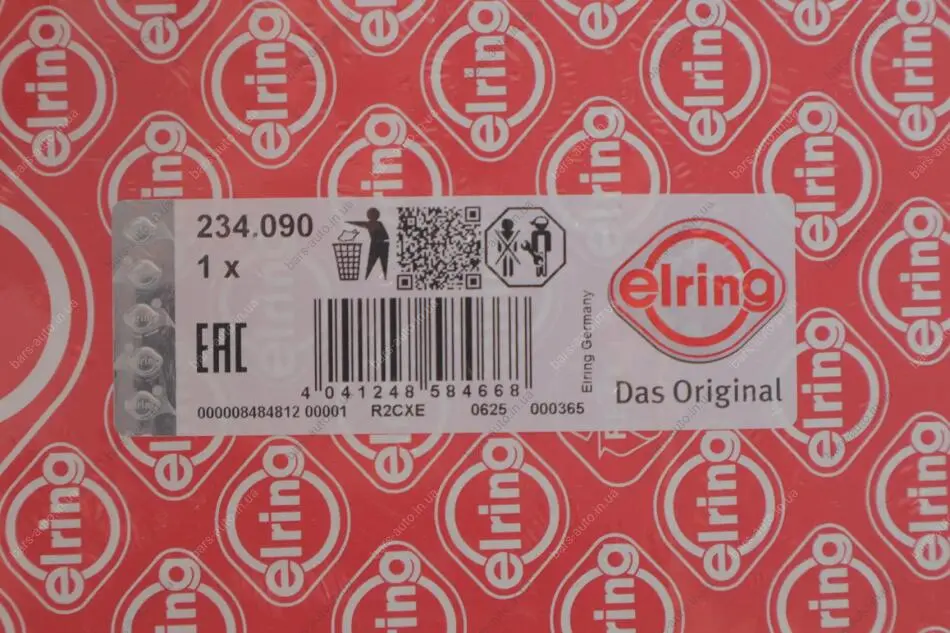 234.090
1 x
EAC
4 041248 584668
000008484812 00001 R2CXE 0625 000365
Elring Germany
elring
Das Original